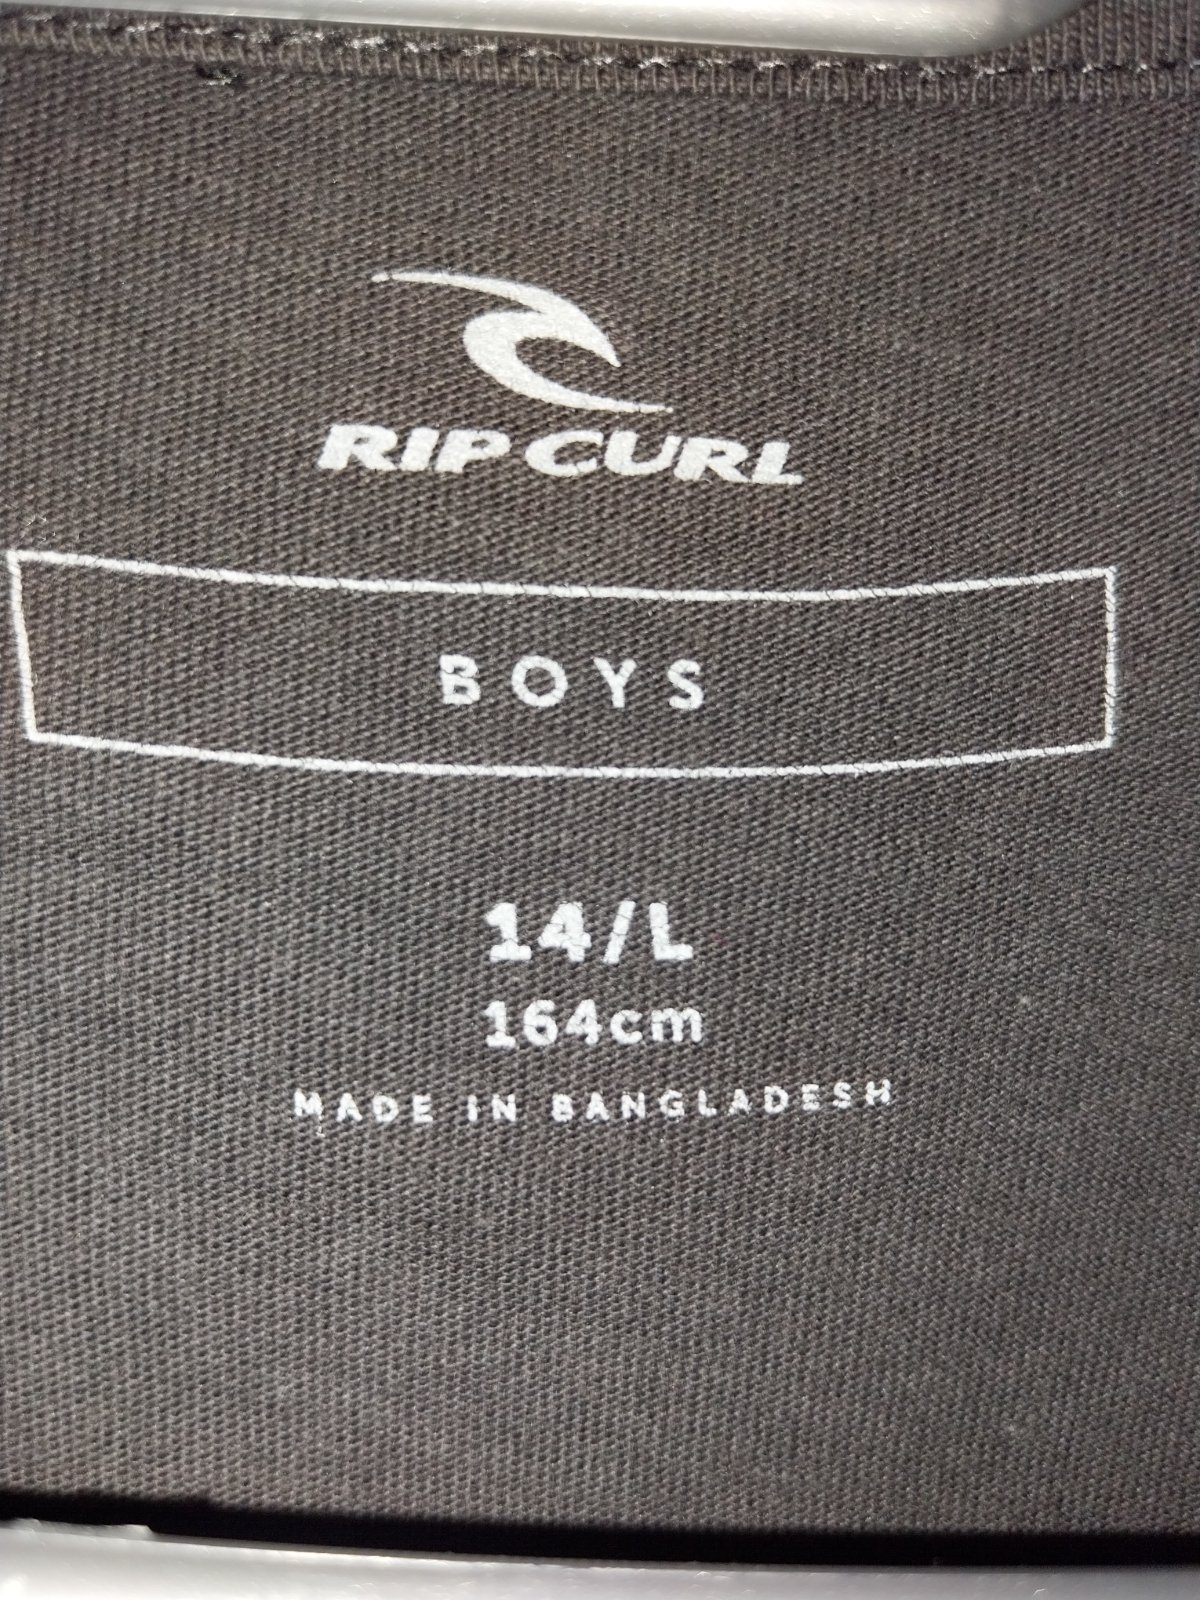 RIP CURL
BOYS
14/L
164cm
MADE IN BANGLADESH